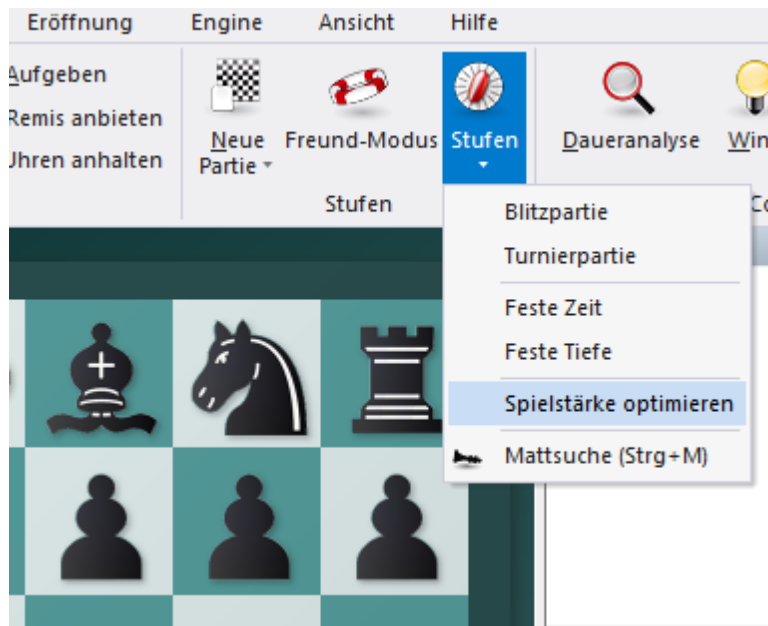 Eröffnung Engine Ansicht Hilfe
Aufgeben
Remis anbieten
Uhren anhalten
Neue
Partie
Freund-Modus
Stufen
Daueranalyse
Stufen
Blitzpartie
Turnierpartie
Feste Zeit
Feste Tiefe
Spielstärke optimieren
Mattsuche (Strg+M)